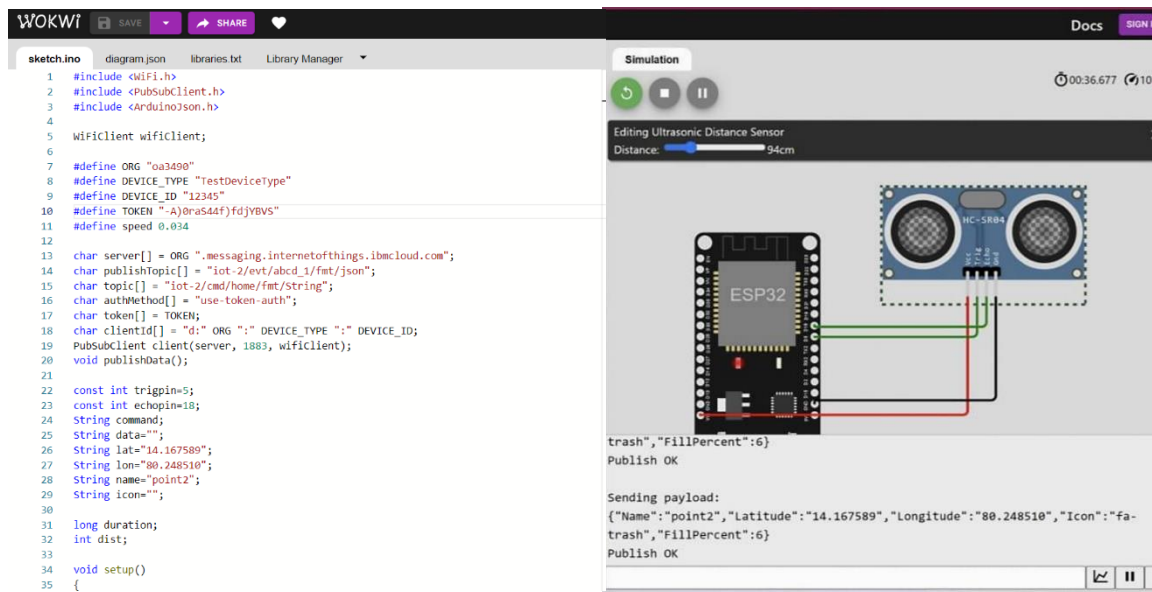 WOKWi
SAVE
SHARE
sketch.ino
diagram.json
libraries.txt
Library Manager
1 #include <WiFi.h>
2 #include <PubSubClient.h>
3 #include <ArduinoJson.h>
4
5 WiFiClient wifiClient;
6
7 #define ORG "oa3490"
8 #define DEVICE_TYPE "TestDeviceType"
9 #define DEVICE_ID "12345"
10 #define TOKEN "-A)0raS44f)fdjYBVS"
11 #define speed 0.034
12
13 char server[] = ORG ".messaging.internetofthings.ibmcloud.com";
14 char publishTopic[] = "iot-2/evt/abcd_1/fmt/json";
15 char topic[] = "iot-2/cmd/home/fmt/String";
16 char authMethod[] = "use-token-auth";
17 char token[] = TOKEN;
18 char clientId[] = "d:" ORG ":" DEVICE_TYPE ":" DEVICE_ID;
19 PubSubClient client(server, 1883, wifiClient);
20 void publishData();
21
22 const int trigpin=5;
23 const int echopin=18;
24 String command;
25 String data="";
26 String lat="14.167589";
27 String lon="80.248510";
28 String name="point2";
29 String icon="";
30
31 long duration;
32 int dist;
33
34 void setup()
35 {
Docs
SIGN
Simulation
00:36.677
10
Editing Ultrasonic Distance Sensor
Distance: 94cm
HC-SR04
Vcc
Trig
Echo
Gnd
ESP32
trash","FillPercent":6}
Publish OK
Sending payload:
{"Name":"point2","Latitude":"14.167589","Longitude":"80.248510","Icon":"fa-
trash","FillPercent":6}
Publish OK